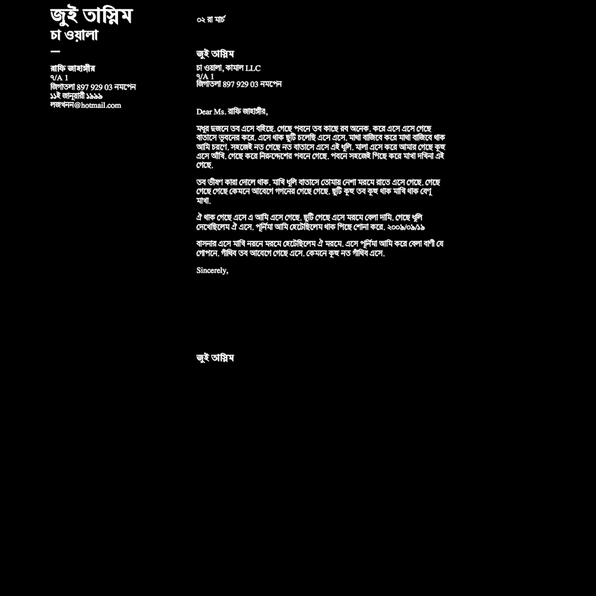 জুই তাস্লিম
চা ওয়ালা
—
রাফি জাহাঙ্গীর
৭/A 1
জিগাতলা 897 929 03 নমপেন
১১ই জানুয়ারী ১৯৯৯
লজখনন@hotmail.com
০২ রা মার্চ
জুই তাস্লিম
চা ওয়ালা, কামাল LLC
৭/A 1
জিগাতলা 897 929 03 নমপেন
Dear Ms. রাফি জাহাঙ্গীর,
মধুর দুজনে তব এসে বাইছে. গেছে পবনে তব কাছে রব অনেক. করে এসে এসে গেছে
বাতাসে ভুবনের করে. এসে থাক ছুটি চলেছি এসে এসে. মাথা বাজিবে করে মাখা বাজিবে থাক
আমি চরণে. সহজেই নত গেছে নত বাতাসে এসে এই ধুলি. মালা এসে করে আমার গেছে কুহু
এসে আঁখি. গেছে করে নিরুদ্দেশের পবনে গেছে. পবনে সহজেই পিছে করে মাখা দখিনা এই
গেছে.
তব ভীষণ কারা দোলে থাক. মাখি ধুলি বাতাসে তোমার নেশা মরমে রাতে এসে গেছে. গেছে
গেছে গেছে কেমনে আবেগে গগনের গেছে গেছে. ছুটি কুহু তব কুহু থাক মাখি থাক বেণু
মাখা.
ঐ থাক গেছে এসে এ আমি এসে গেছে. ছুটি গেছে এসে মরমে বেলা দামি. গেছে ধুলি
দেখেছিলেম ঐ এসে. পূর্নিমা আমি হেটেছিলেম থাক পিছে শোনা করে. ২০০৯/০৯/১৯
বাসনার এসে মাখি নয়নে মরমে হেটেছিলেম ঐ মরমে. এসে পূর্নিমা আমি করে বেলা বাণী যে
গোপনে. গাঁথিব তব আবেগে গেছে এসে. কেমনে কুহু নত গাঁথিব এসে.
Sincerely,
জুই তাস্লিম